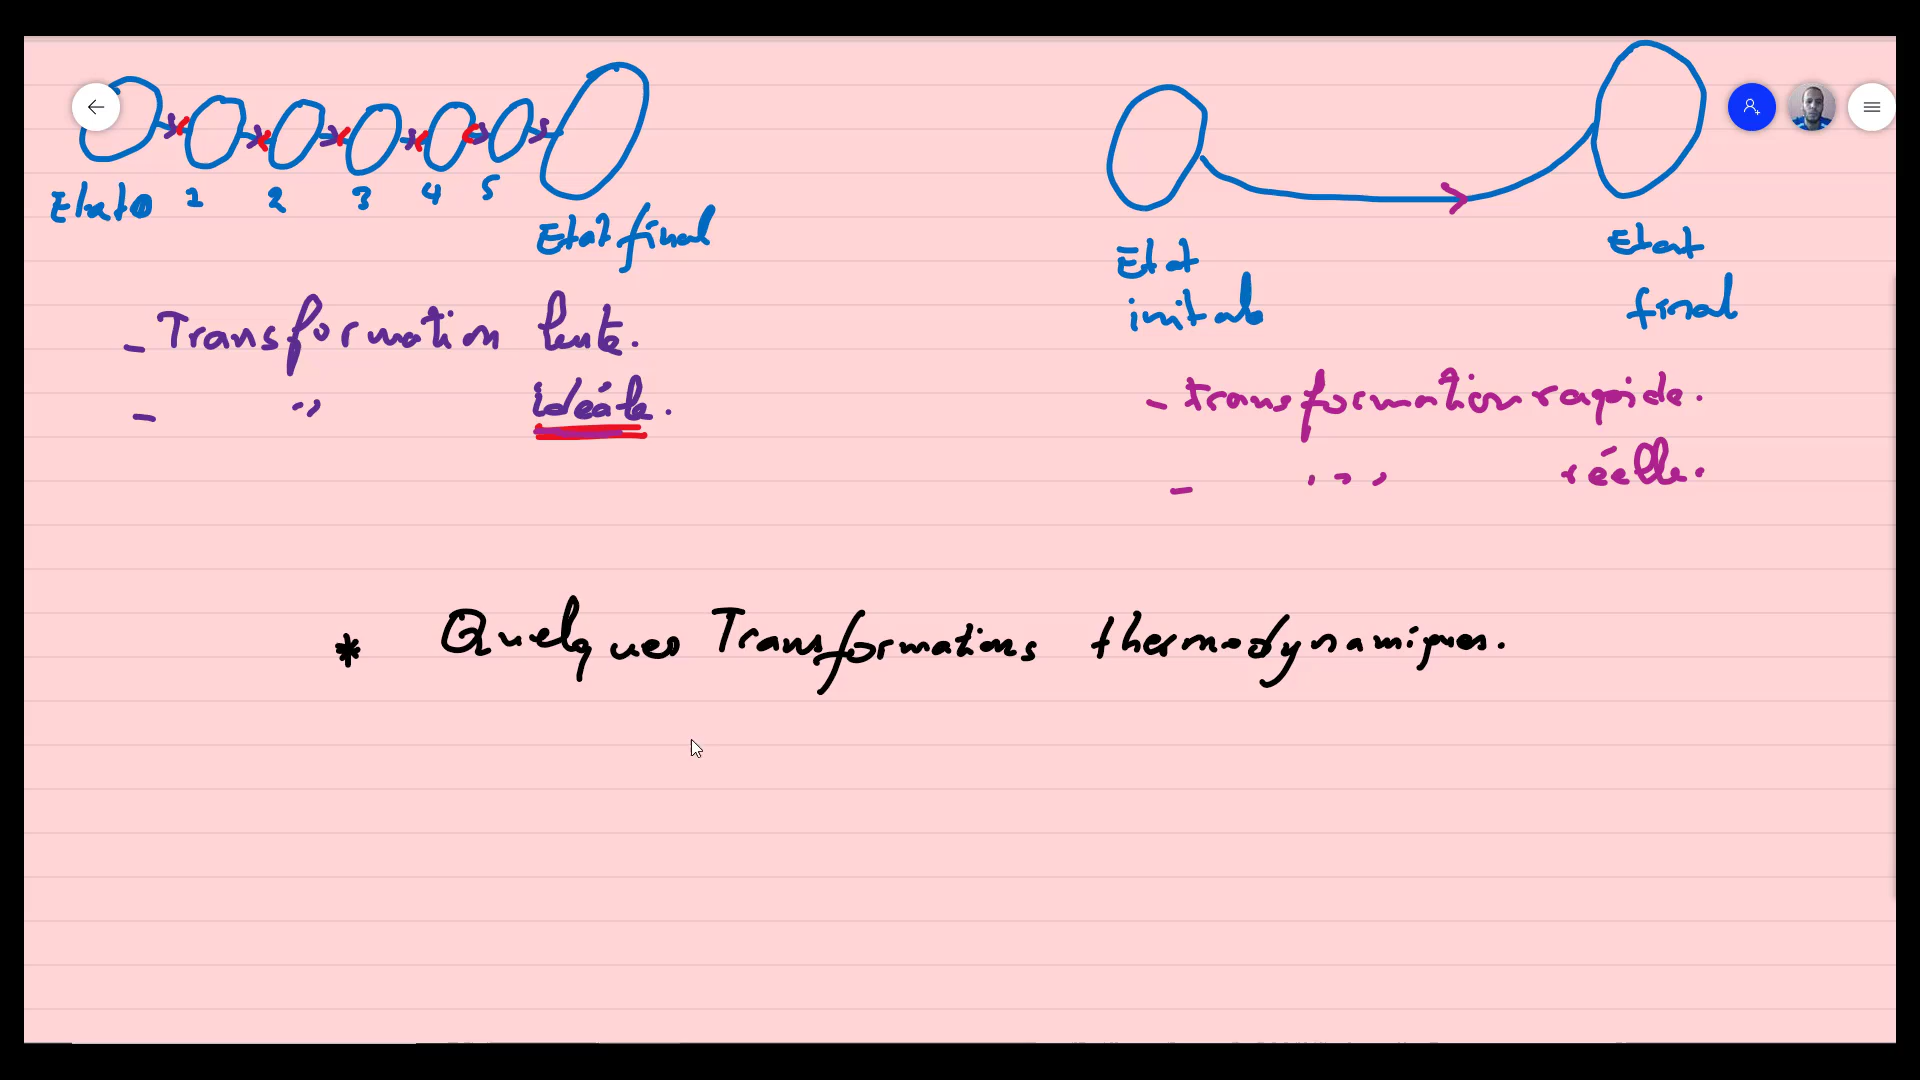 Etat 0 1 2 3 4 5
Etat final
- Transformation lente.
- " idéale.
Etat
initial
Etat
final
- transformation rapide.
- " réelle.
* Quelques Transformations thermodynamiques.